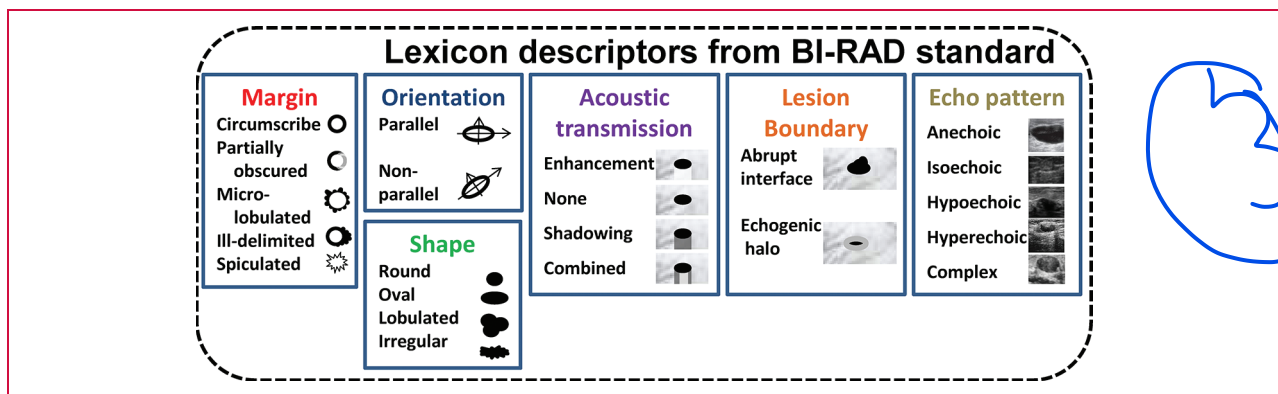 Lexicon descriptors from BI-RAD standard
Margin
Circumscribe
Partially
obscured
Micro-
lobulated
Ill-delimited
Spiculated
Orientation
Parallel
Non-
parallel
Shape
Round
Oval
Lobulated
Irregular
Acoustic
transmission
Enhancement
None
Shadowing
Combined
Lesion
Boundary
Abrupt
interface
Echogenic
halo
Echo pattern
Anechoic
Isoechoic
Hypoechoic
Hyperechoic
Complex